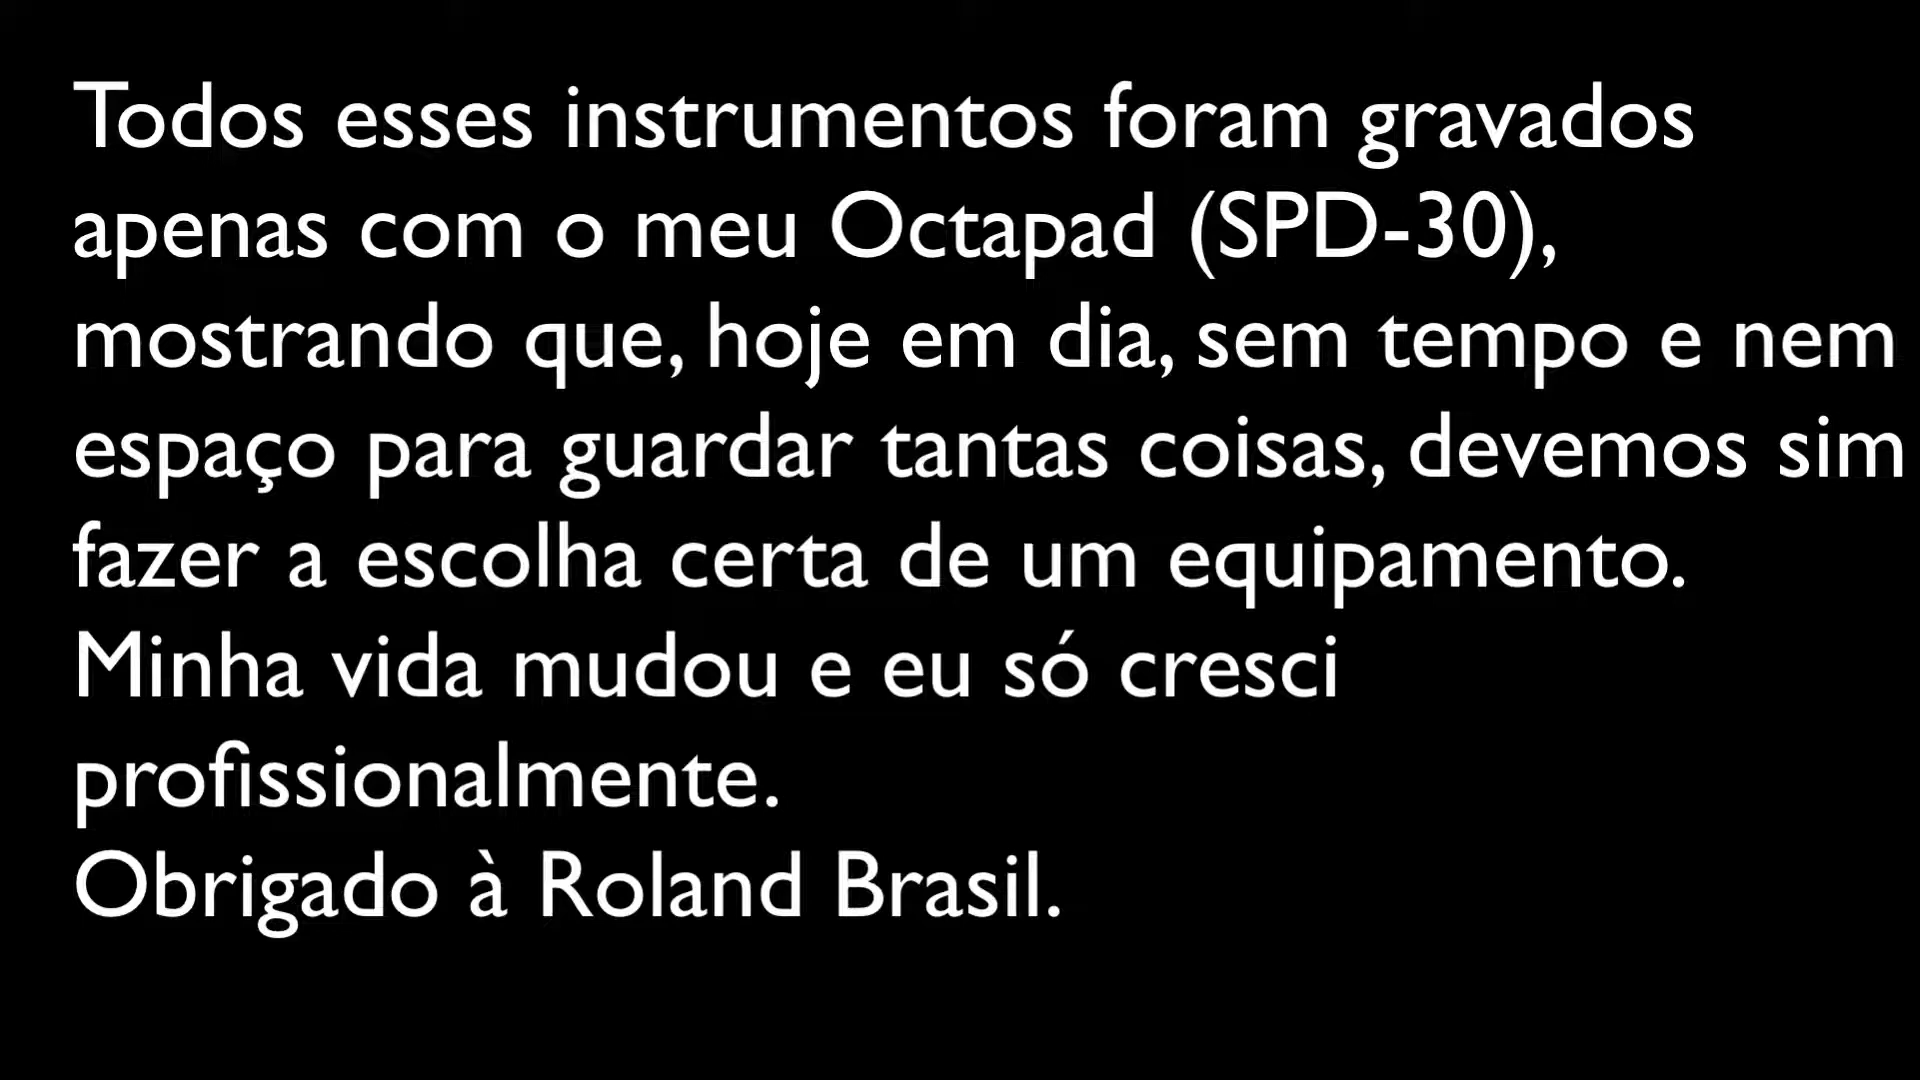 Todos esses instrumentos foram gravados
apenas com o meu Octapad (SPD-30),
mostrando que, hoje em dia, sem tempo e nem
espaço para guardar tantas coisas, devemos sim
fazer a escolha certa de um equipamento.
Minha vida mudou e eu só cresci
profissionalmente.
Obrigado à Roland Brasil.